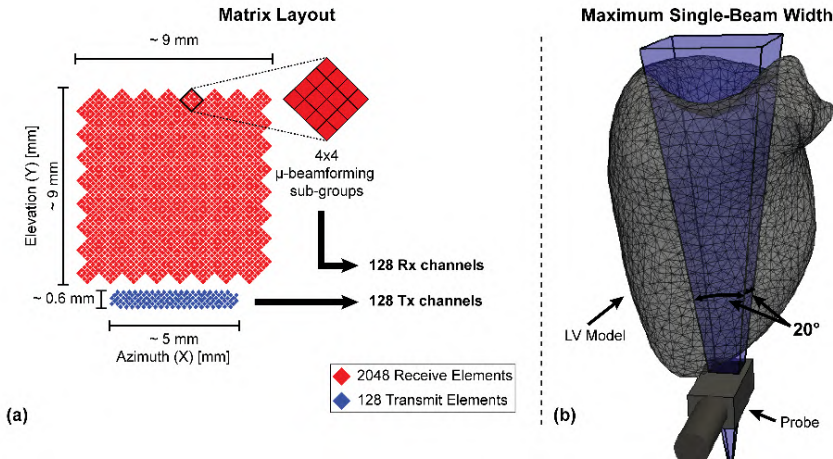 Matrix Layout
~ 9 mm
Elevation (Y) [mm]
~ 9 mm
4x4
μ-beamforming
sub-groups
128 Rx channels
~ 0.6 mm
128 Tx channels
~ 5 mm
Azimuth (X) [mm]
2048 Receive Elements
128 Transmit Elements
(a)
Maximum Single-Beam Width
LV Model
20°
Probe
(b)